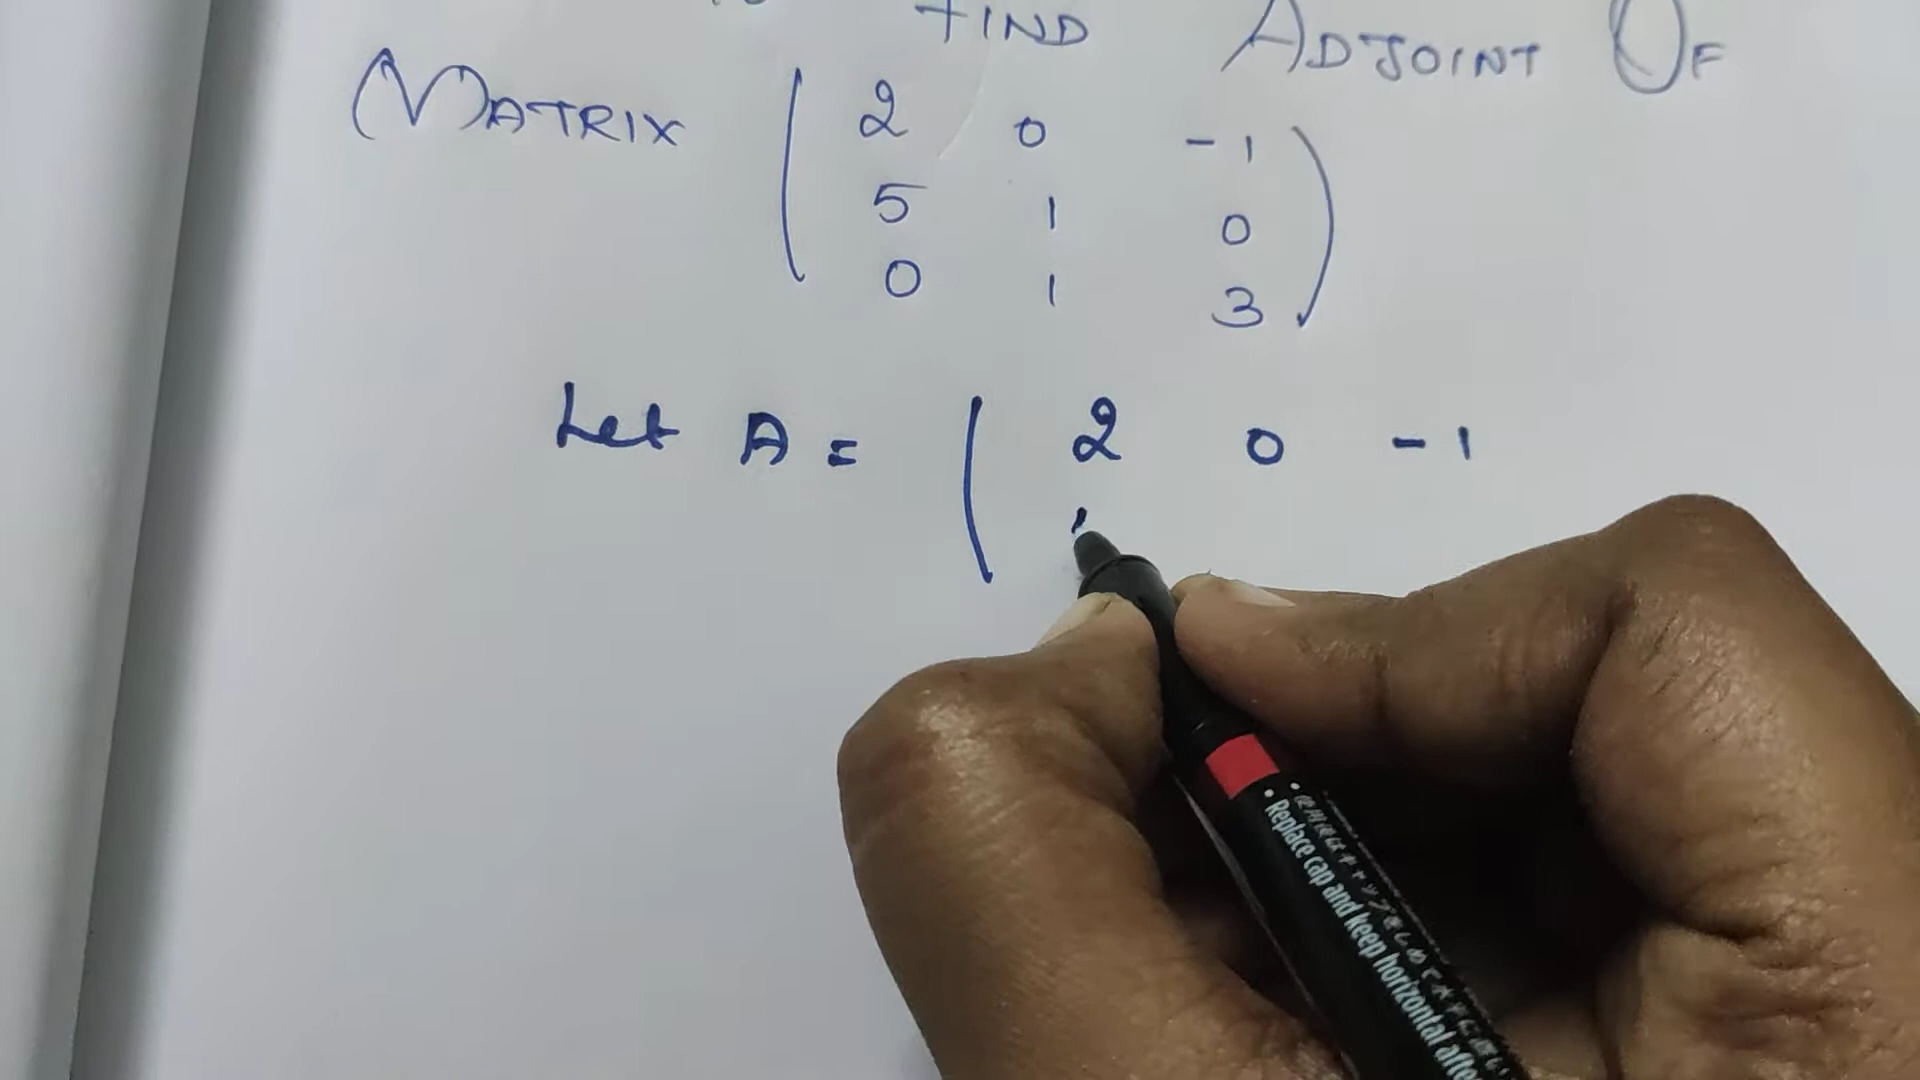 FIND ADJOINT OF
MATRIX ( 2 0 -1
5 1 0
0 1 3 )
Let A = ( 2 0 -1
• Replace cap and keep horizontal